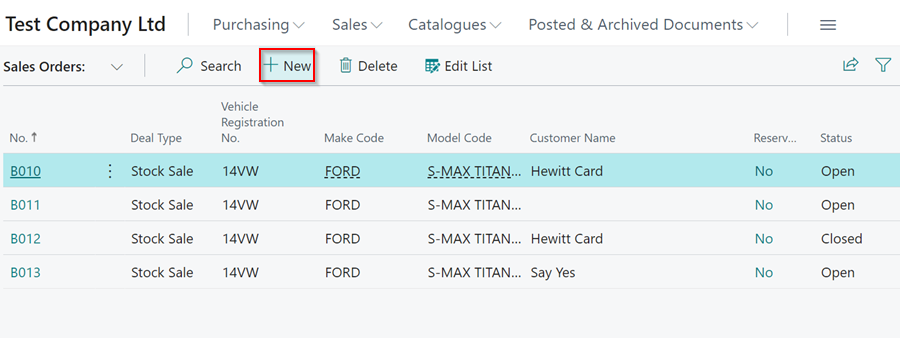 Test Company Ltd Purchasing Sales Catalogues Posted & Archived Documents
Sales Orders: Search New Delete Edit List
No. ↑ Deal Type Vehicle Registration No. Make Code Model Code Customer Name Reserv... Status
B010 Stock Sale 14VW FORD S-MAX TITAN... Hewitt Card No Open
B011 Stock Sale 14VW FORD S-MAX TITAN... No Open
B012 Stock Sale 14VW FORD S-MAX TITAN... Hewitt Card No Closed
B013 Stock Sale 14VW FORD S-MAX TITAN... Say Yes No Open